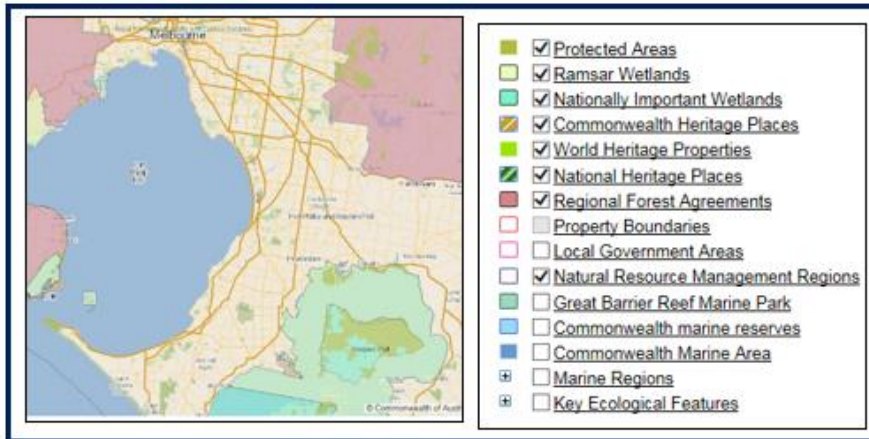 Melbourne
© Commonwealth of Aust
Protected Areas
Ramsar Wetlands
Nationally Important Wetlands
Commonwealth Heritage Places
World Heritage Properties
National Heritage Places
Regional Forest Agreements
Property Boundaries
Local Government Areas
Natural Resource Management Regions
Great Barrier Reef Marine Park
Commonwealth marine reserves
Commonwealth Marine Area
Marine Regions
Key Ecological Features